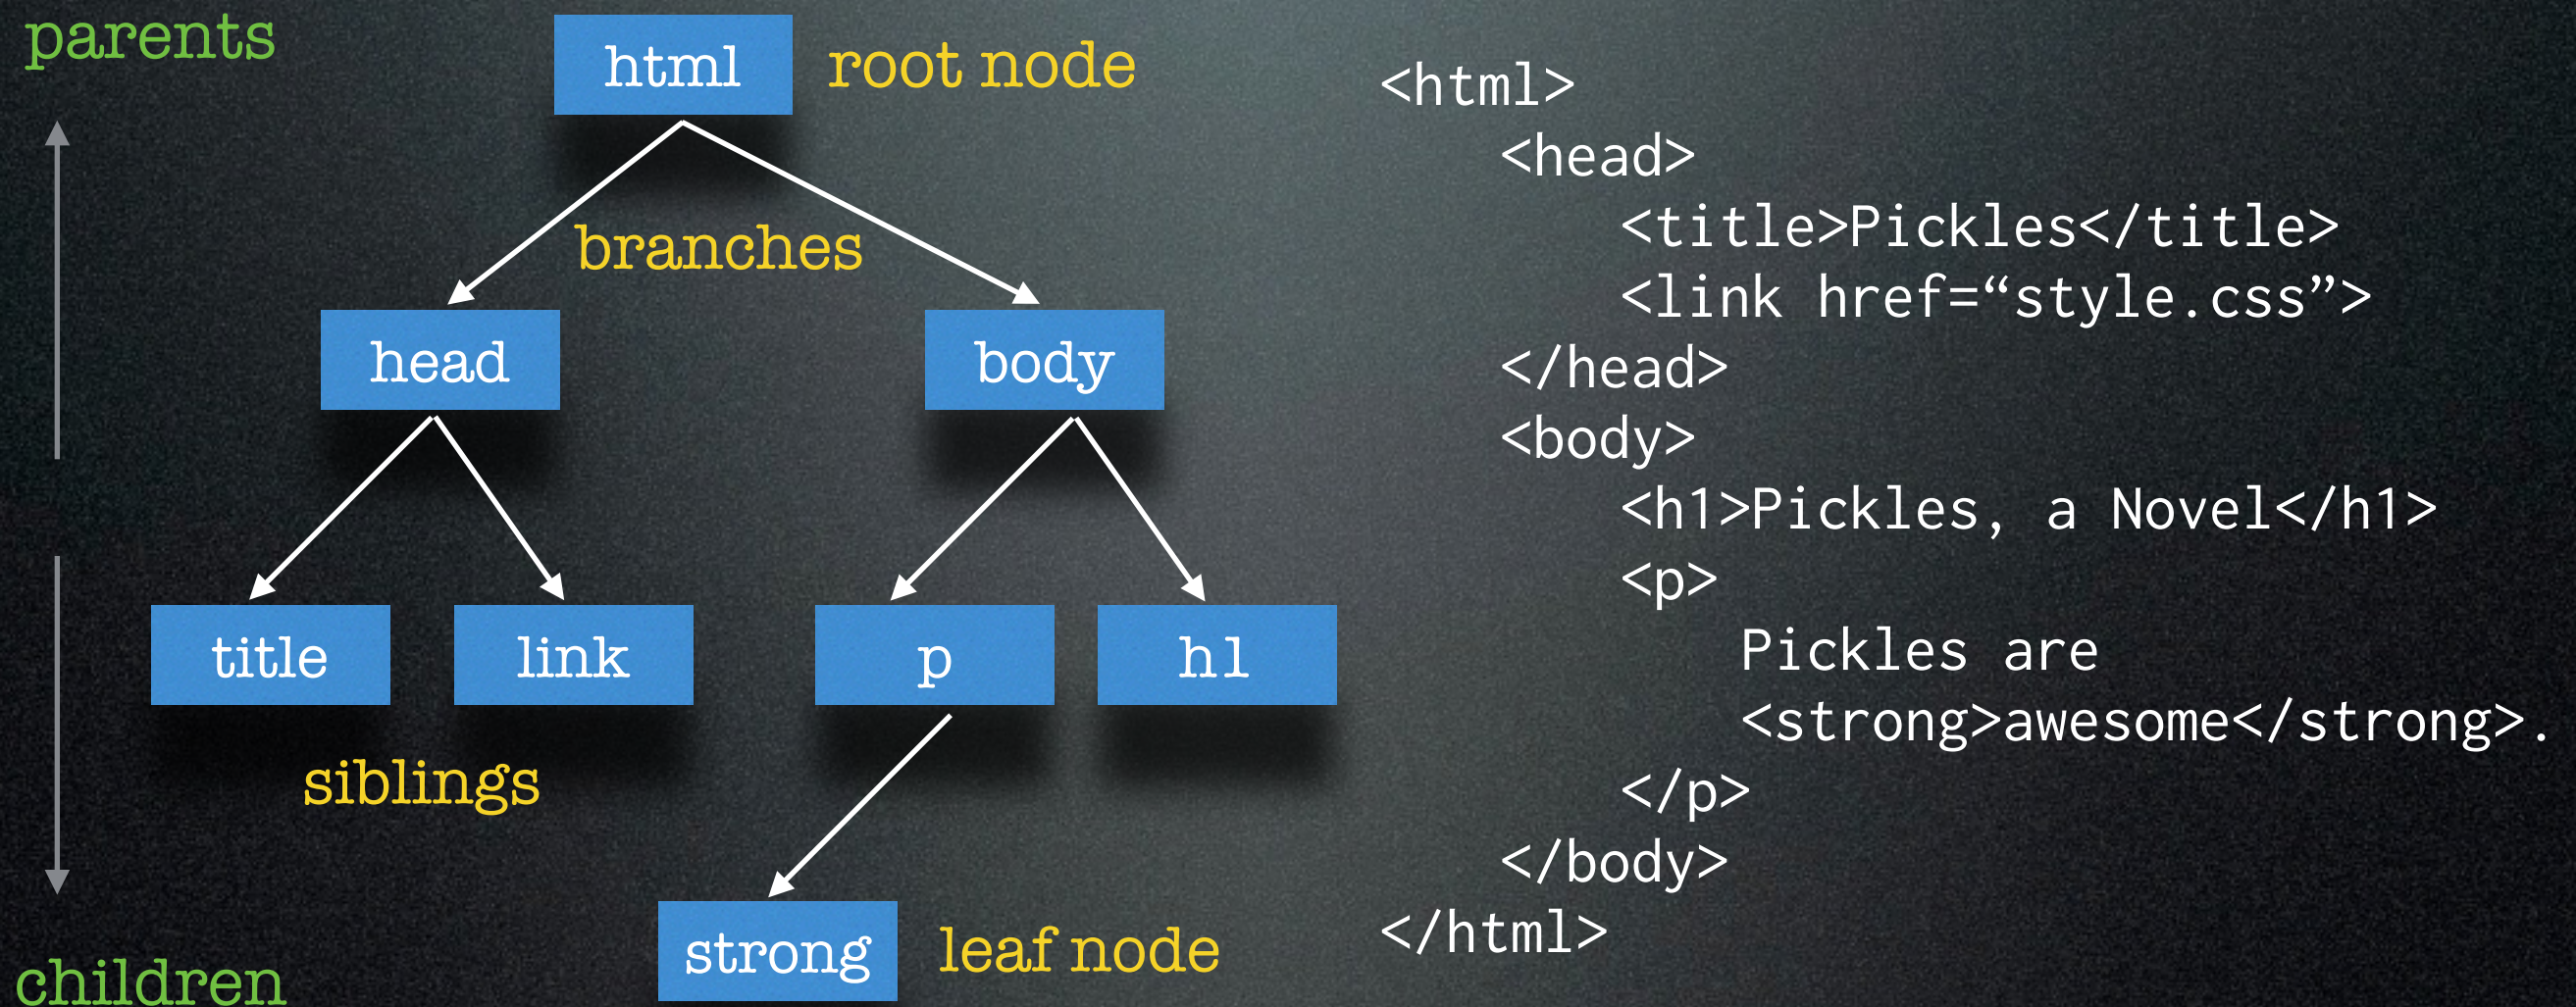 parents
html root node
branches
head body
title link p h1
siblings
strong leaf node
children
<html>
<head>
<title>Pickles</title>
<link href=“style.css”>
</head>
<body>
<h1>Pickles, a Novel</h1>
<p>
Pickles are
<strong>awesome</strong>.
</p>
</body>
</html>